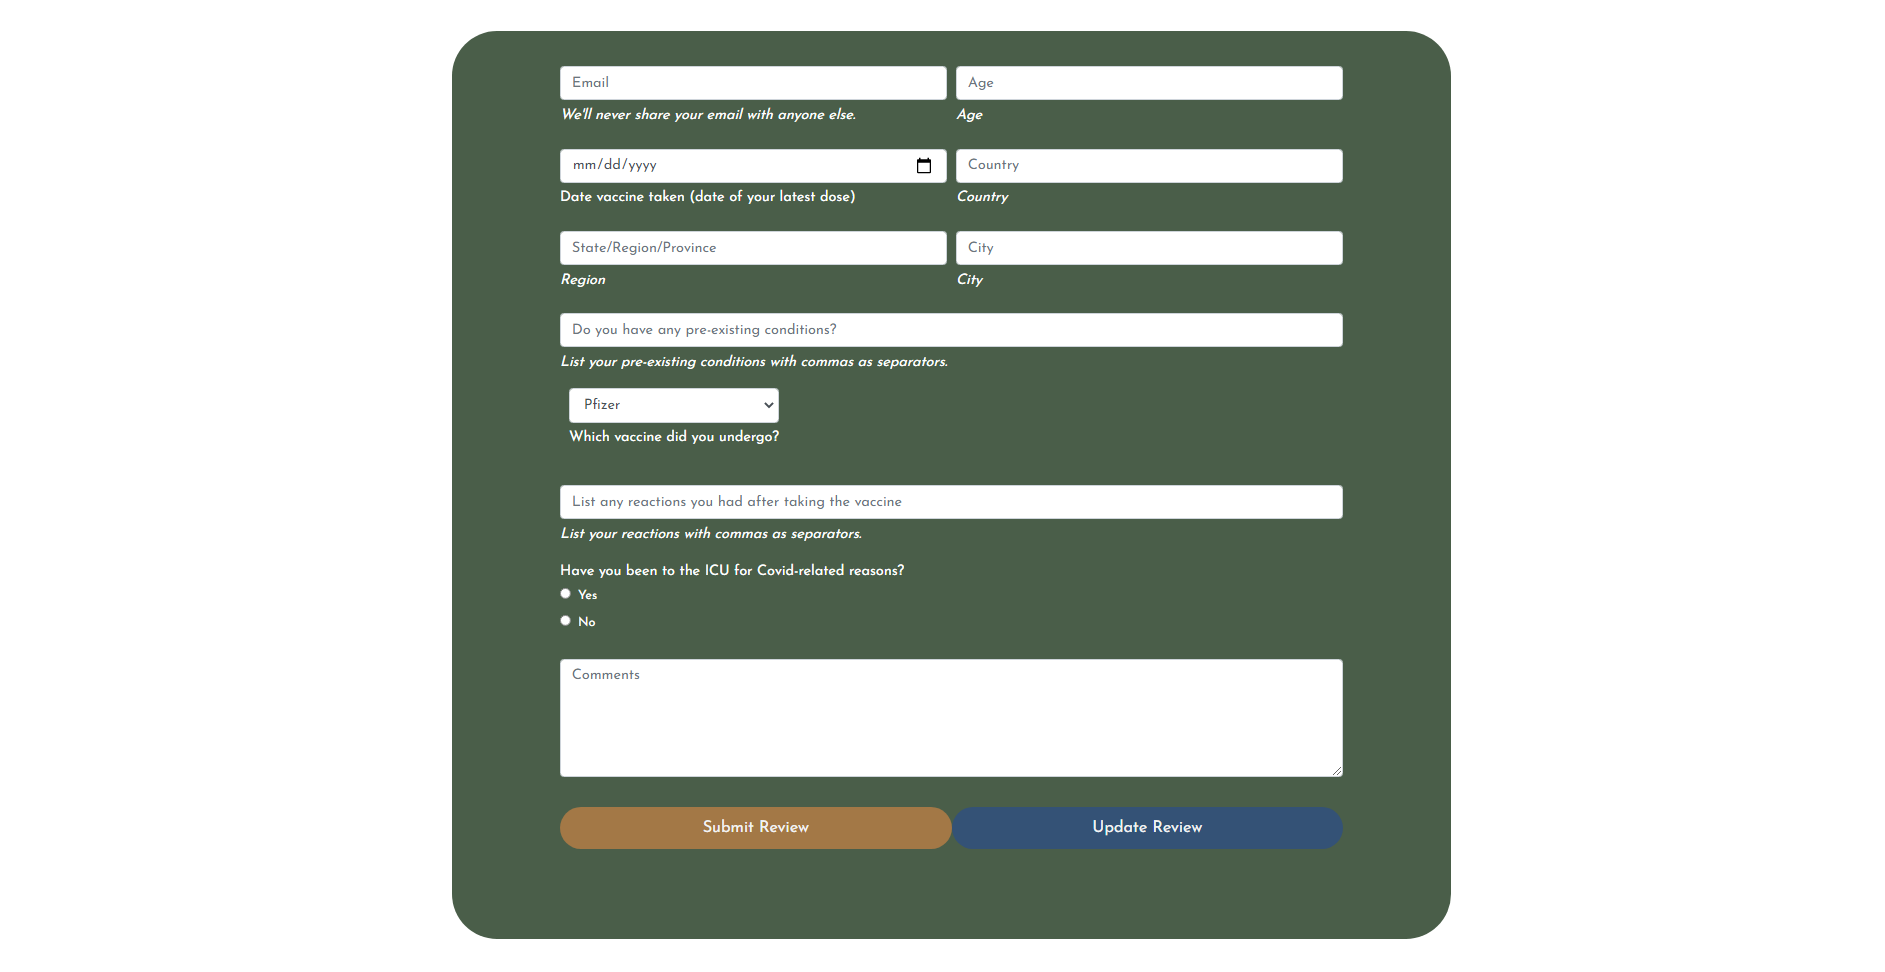 Email
Age
We'll never share your email with anyone else.
Age
mm/dd/yyyy
Country
Date vaccine taken (date of your latest dose)
Country
State/Region/Province
City
Region
City
Do you have any pre-existing conditions?
List your pre-existing conditions with commas as separators.
Pfizer
Which vaccine did you undergo?
List any reactions you had after taking the vaccine
List your reactions with commas as separators.
Have you been to the ICU for Covid-related reasons?
Yes
No
Comments
Submit Review
Update Review